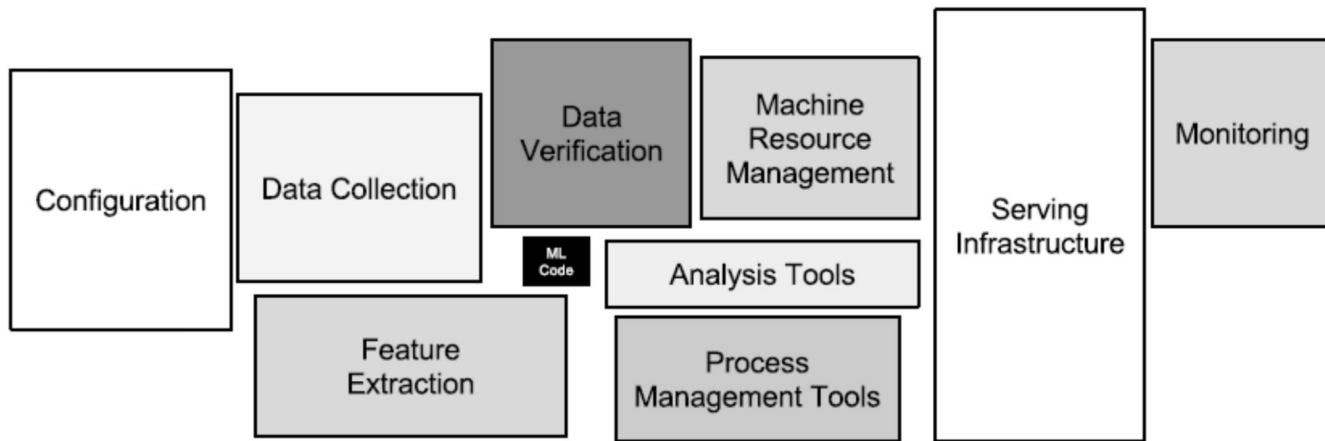 Configuration
Data Collection
Feature
Extraction
Data
Verification
ML
Code
Machine
Resource
Management
Analysis Tools
Process
Management Tools
Serving
Infrastructure
Monitoring